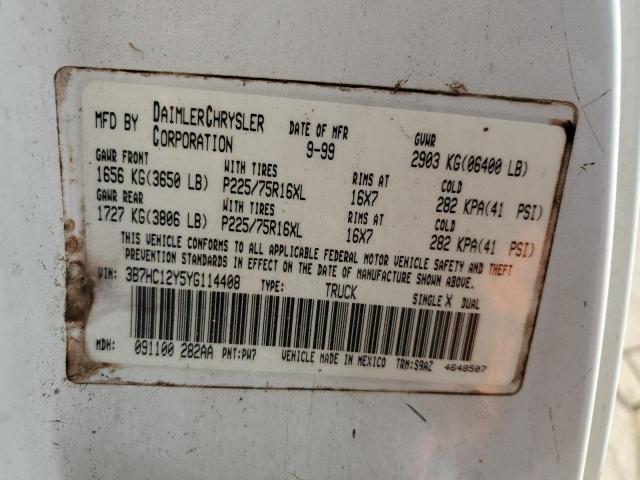 MFD BY DAIMLERCHRYSLER CORPORATION DATE OF MFR 9-99 GVWR 2903 KG(06400 LB)
GAWR FRONT WITH TIRES RIMS AT COLD
1656 KG(3650 LB) P225/75R16XL 16X7 282 KPA(41 PSI)
GAWR REAR WITH TIRES RIMS AT COLD
1727 KG(3806 LB) P225/75R16XL 16X7 282 KPA(41 PSI)
THIS VEHICLE CONFORMS TO ALL APPLICABLE FEDERAL MOTOR VEHICLE SAFETY AND THEFT
PREVENTION STANDARDS IN EFFECT ON THE DATE OF MANUFACTURE SHOWN ABOVE.
VIN: 3B7HC12Y5YG114408 TYPE: TRUCK SINGLE X DUAL
MDH: 091100 282AA PNT:PW7 VEHICLE MADE IN MEXICO TRM:S9AZ 4648507